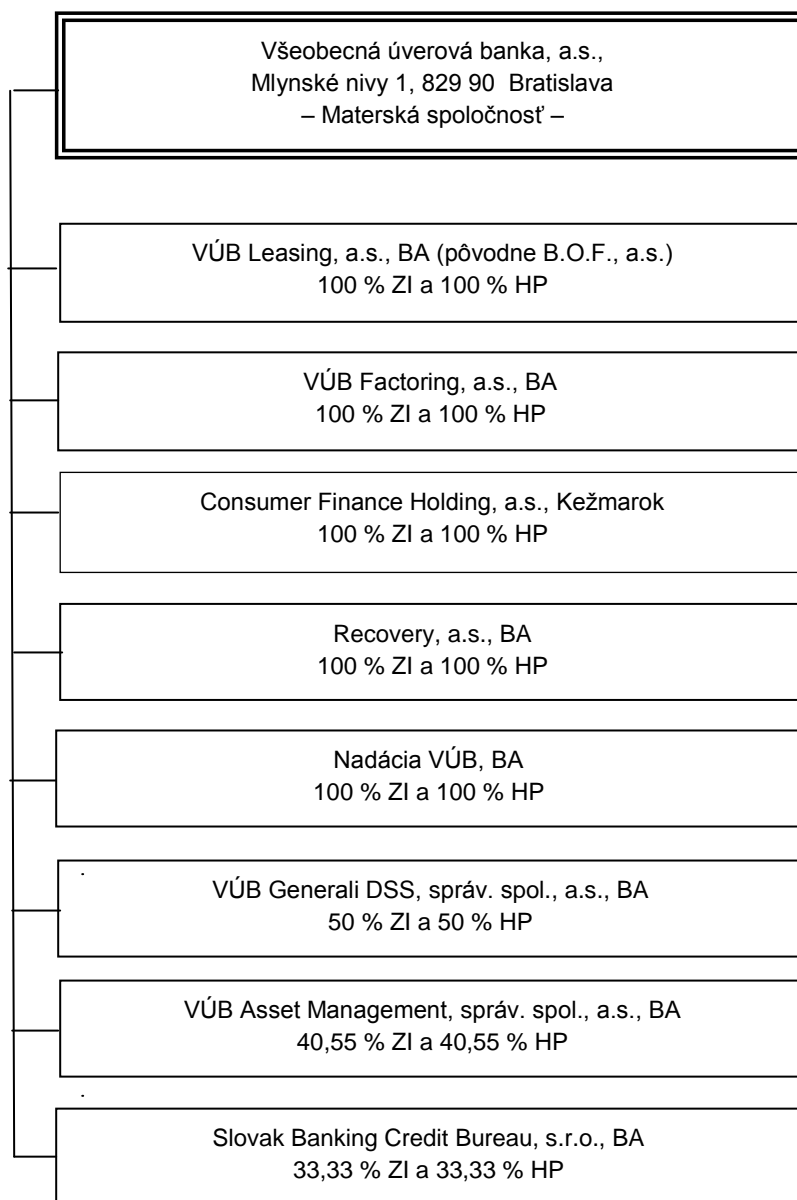 Všeobecná úverová banka, a.s.,
Mlynské nivy 1, 829 90 Bratislava
– Materská spoločnosť –
VÚB Leasing, a.s., BA (pôvodne B.O.F., a.s.)
100 % ZI a 100 % HP
VÚB Factoring, a.s., BA
100 % ZI a 100 % HP
Consumer Finance Holding, a.s., Kežmarok
100 % ZI a 100 % HP
Recovery, a.s., BA
100 % ZI a 100 % HP
Nadácia VÚB, BA
100 % ZI a 100 % HP
.
VÚB Generali DSS, správ. spol., a.s., BA
50 % ZI a 50 % HP
VÚB Asset Management, správ. spol., a.s., BA
40,55 % ZI a 40,55 % HP
.
Slovak Banking Credit Bureau, s.r.o., BA
33,33 % ZI a 33,33 % HP